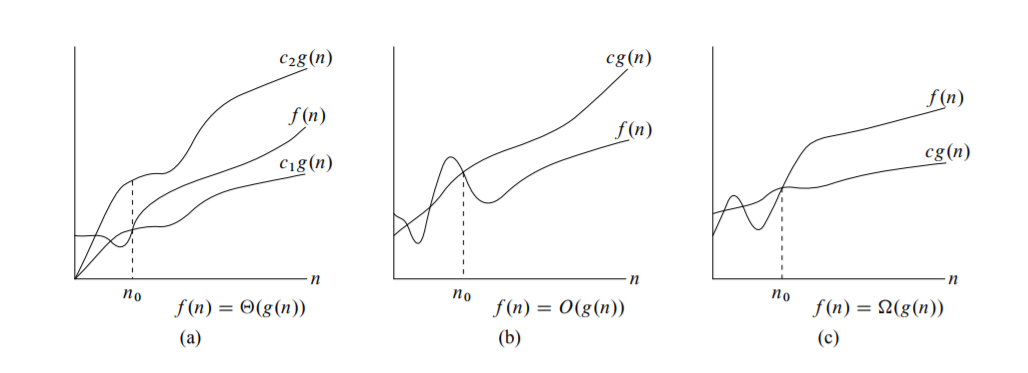 c₂g(n)
f(n)
c₁g(n)
n
n₀
f(n) = Θ(g(n))
(a)
cg(n)
f(n)
n
n₀
f(n) = O(g(n))
(b)
f(n)
cg(n)
n
n₀
f(n) = Ω(g(n))
(c)